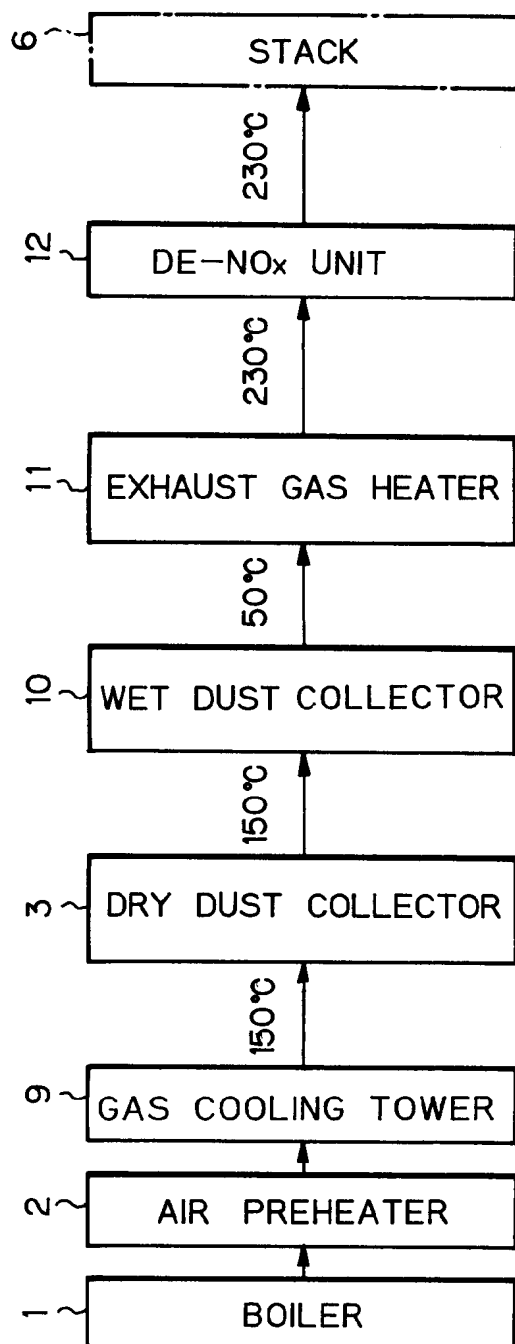 6
STACK
230°C
12
DE-NOx UNIT
230°C
11
EXHAUST GAS HEATER
50°C
10
WET DUST COLLECTOR
150°C
3
DRY DUST COLLECTOR
150°C
9
GAS COOLING TOWER
2
AIR PREHEATER
1
BOILER